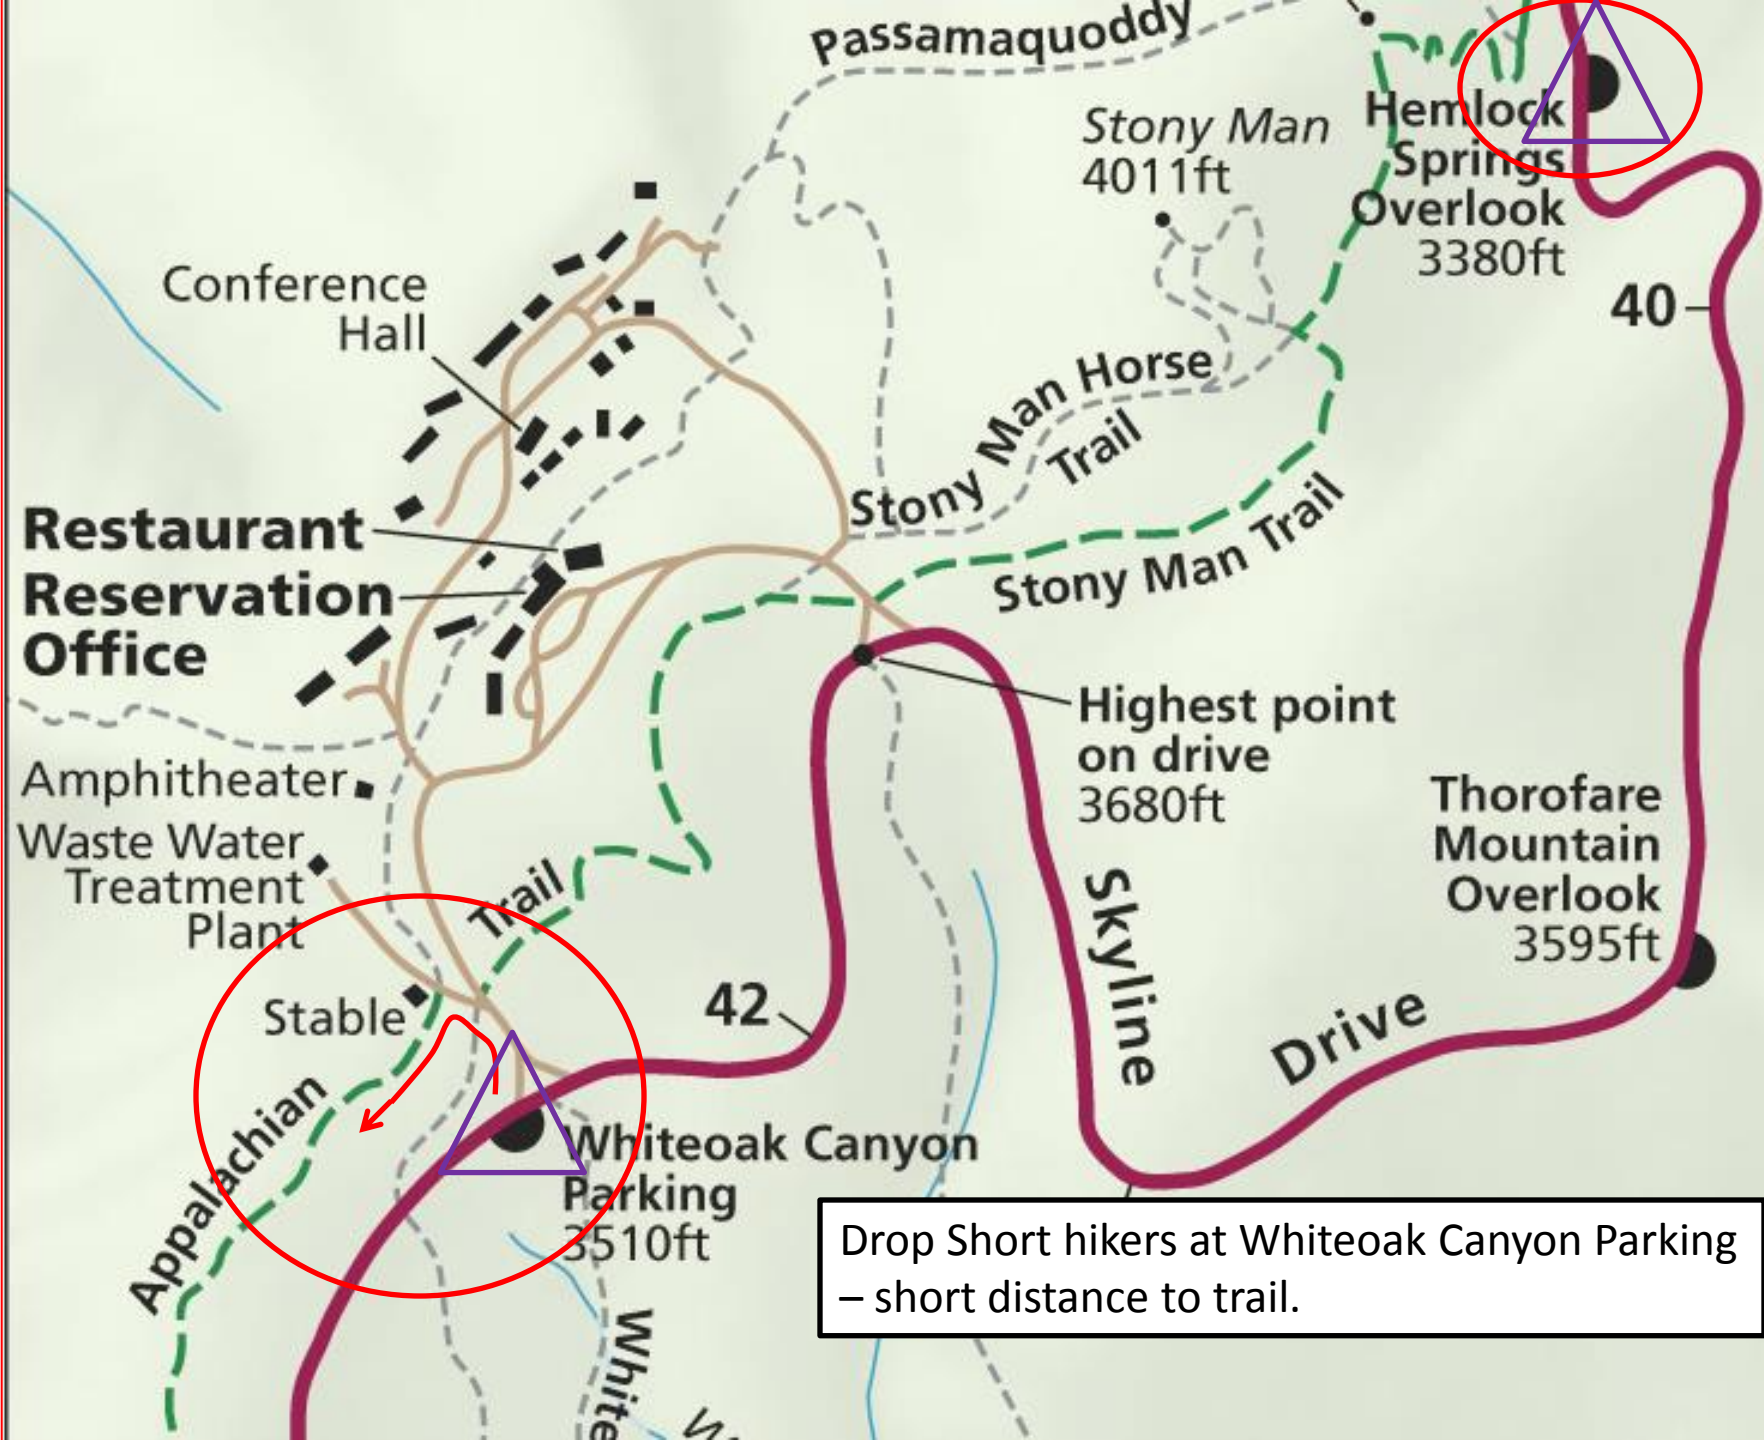 Passamaquoddy
Stony Man
4011ft
Hemlock
Springs
Overlook
3380ft
40
Conference
Hall
Stony Man Horse
Trail
Restaurant
Reservation
Office
Stony Man Trail
Highest point
on drive
3680ft
Amphitheater
Waste Water
Treatment
Plant
Thorofare
Mountain
Overlook
3595ft
Skyline
Drive
42
Stable
Appalachian
Trail
Whiteoak Canyon
Parking
3510ft
Drop Short hikers at Whiteoak Canyon Parking
– short distance to trail.
White